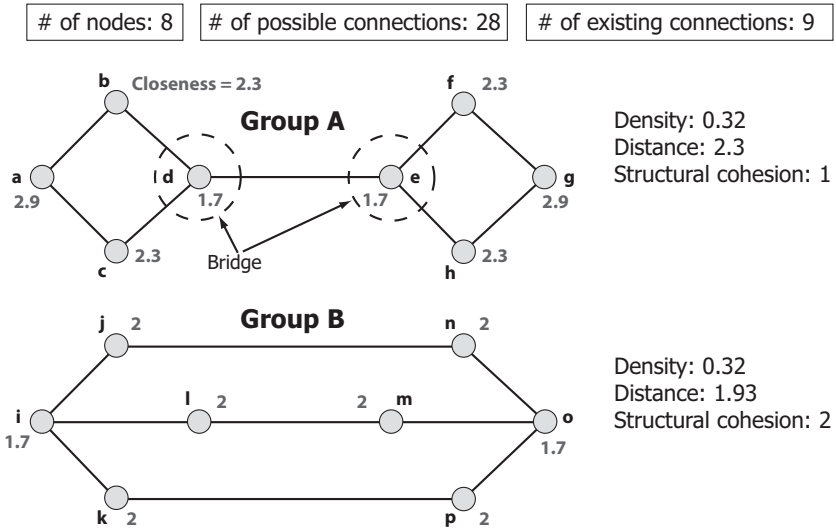 # of nodes: 8
# of possible connections: 28
# of existing connections: 9
b
Closeness = 2.3
f
2.3
Group A
Density: 0.32
Distance: 2.3
Structural cohesion: 1
a
d
e
g
2.9
1.7
1.7
2.9
c
2.3
Bridge
h
2.3
j
2
Group B
n
2
Density: 0.32
Distance: 1.93
Structural cohesion: 2
i
l
2
2
m
o
1.7
1.7
k
2
p
2